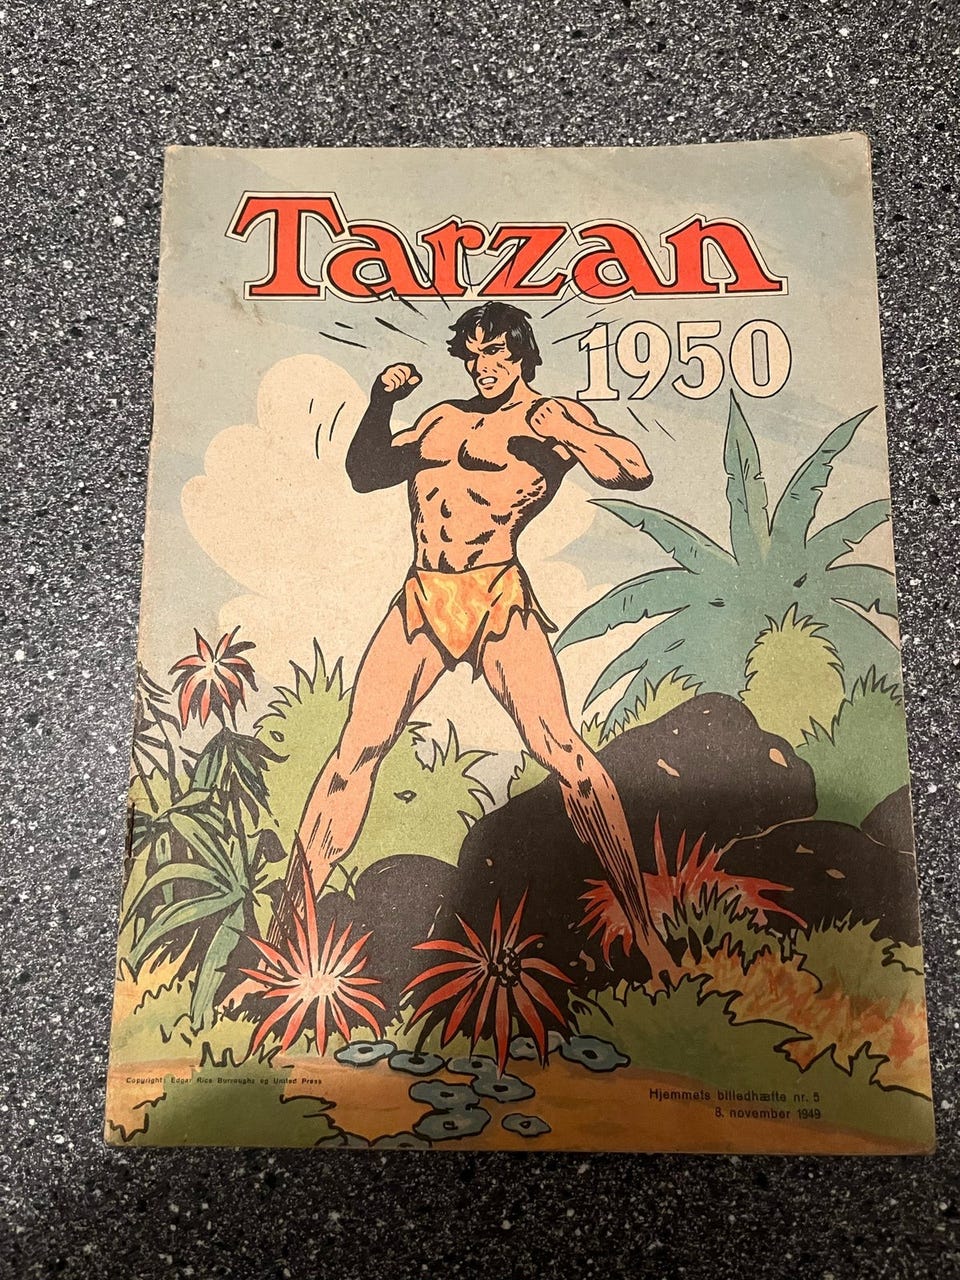 Tarzan
1950
Copyright: Edgar Rice Burroughs og United Press
Hjemmets billedhæfte nr. 5
8. november 1949